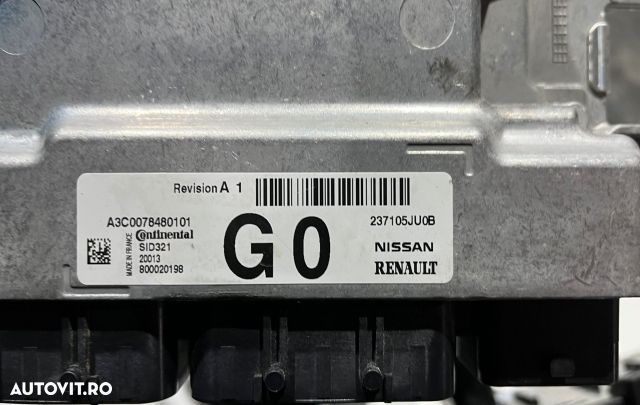 Revision A 1
A3C0078480101
237105JU0B
Continental
SID321
20013
800020198
MADE IN FRANCE
G0
NISSAN
RENAULT
AUTOVIT.RO